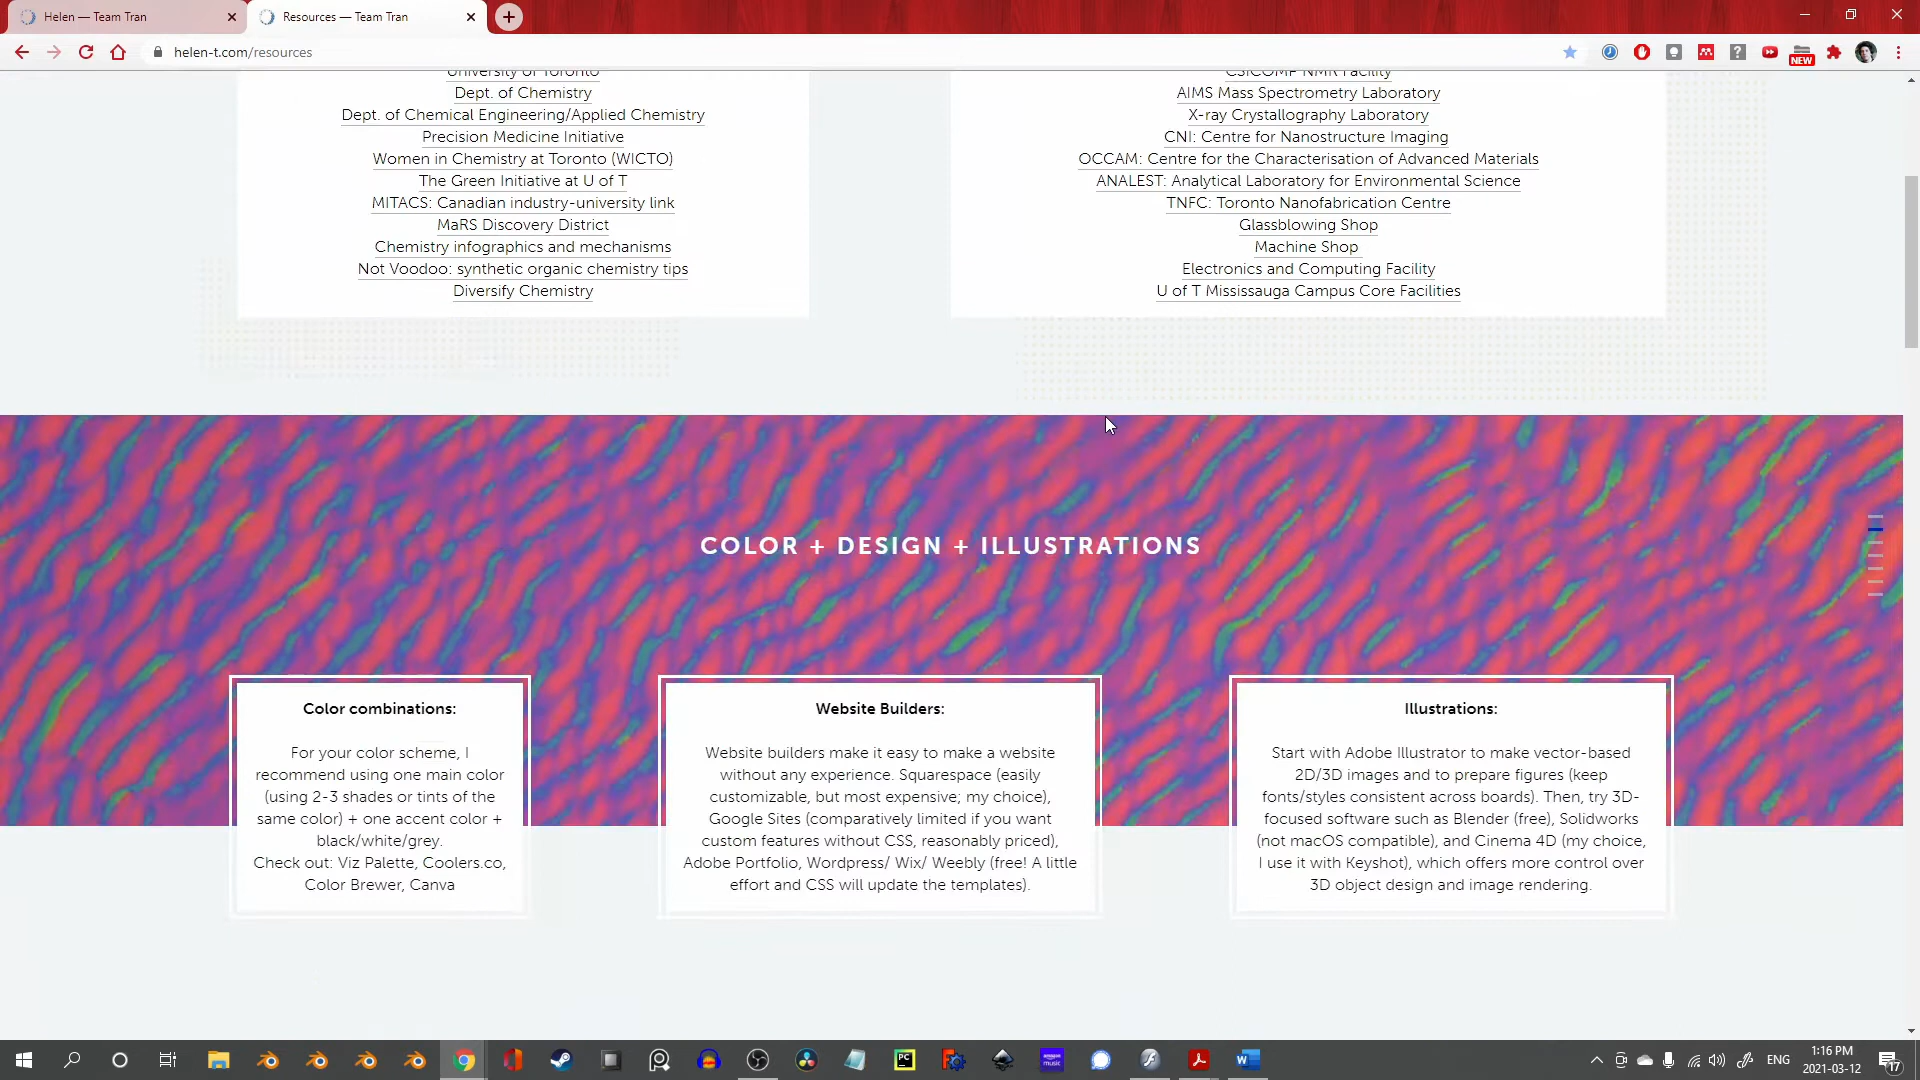 Helen — Team Tran
Resources — Team Tran
helen-t.com/resources
NEW
University of Toronto
Dept. of Chemistry
Dept. of Chemical Engineering/Applied Chemistry
Precision Medicine Initiative
Women in Chemistry at Toronto (WICTO)
The Green Initiative at U of T
MITACS: Canadian industry-university link
MaRS Discovery District
Chemistry infographics and mechanisms
Not Voodoo: synthetic organic chemistry tips
Diversify Chemistry
CSICOMP NMR Facility
AIMS Mass Spectrometry Laboratory
X-ray Crystallography Laboratory
CNI: Centre for Nanostructure Imaging
OCCAM: Centre for the Characterisation of Advanced Materials
ANALEST: Analytical Laboratory for Environmental Science
TNFC: Toronto Nanofabrication Centre
Glassblowing Shop
Machine Shop
Electronics and Computing Facility
U of T Mississauga Campus Core Facilities
COLOR + DESIGN + ILLUSTRATIONS
Color combinations:
For your color scheme, I
recommend using one main color
(using 2-3 shades or tints of the
same color) + one accent color +
black/white/grey.
Check out: Viz Palette, Coolers.co,
Color Brewer, Canva
Website Builders:
Website builders make it easy to make a website
without any experience. Squarespace (easily
customizable, but most expensive; my choice),
Google Sites (comparatively limited if you want
custom features without CSS, reasonably priced),
Adobe Portfolio, Wordpress/ Wix/ Weebly (free! A little
effort and CSS will update the templates).
Illustrations:
Start with Adobe Illustrator to make vector-based
2D/3D images and to prepare figures (keep
fonts/styles consistent across boards). Then, try 3D-
focused software such as Blender (free), Solidworks
(not macOS compatible), and Cinema 4D (my choice,
I use it with Keyshot), which offers more control over
3D object design and image rendering.
PC
amazon
music
ENG
1:16 PM
2021-03-12
17